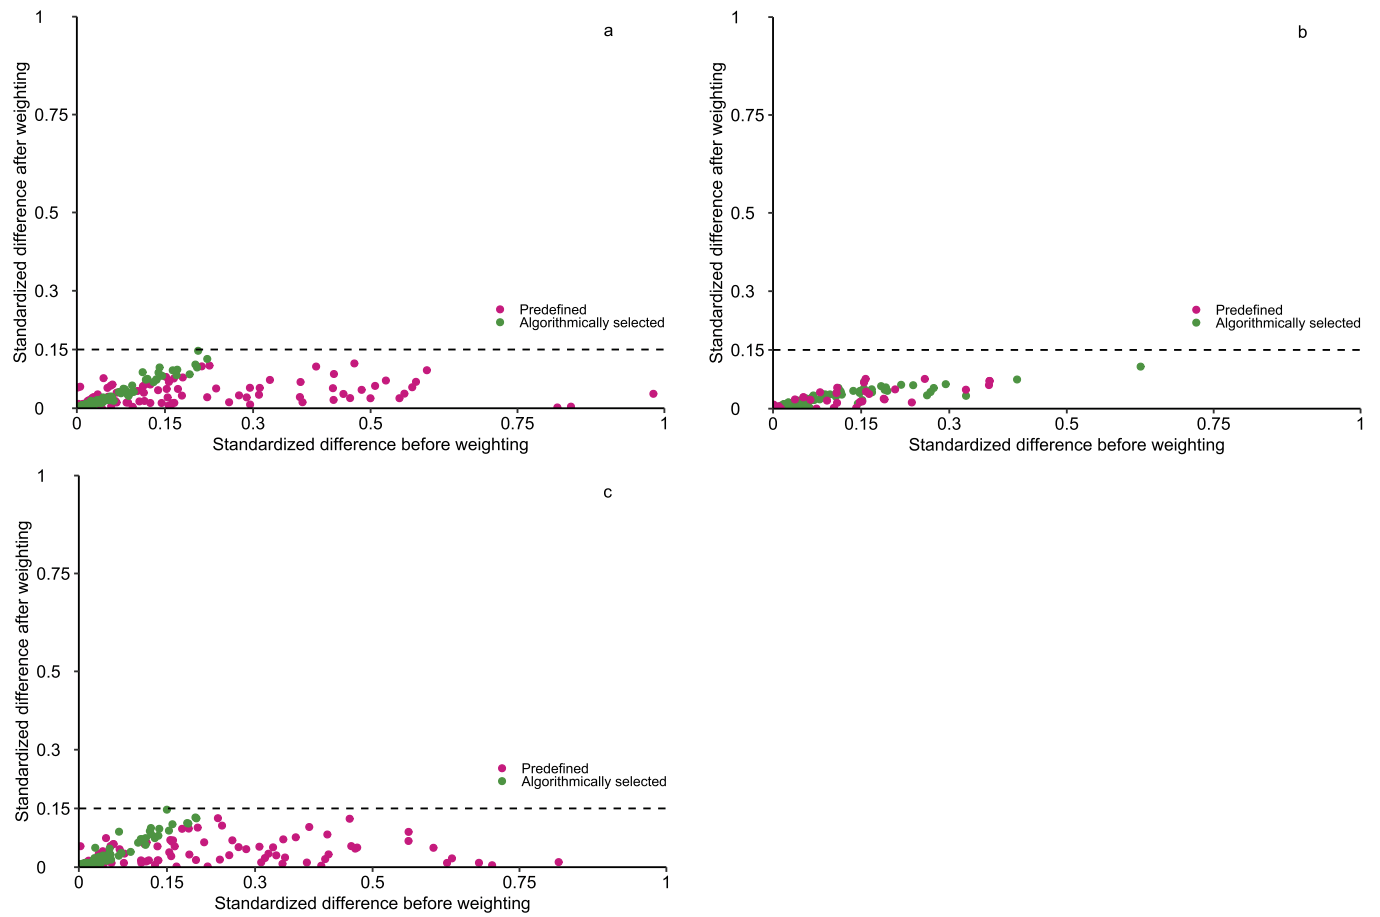 a
1
0.75
0.5
0.3
0.15
0
Standardized difference after weighting
Predefined
Algorithmically selected
0 0.15 0.3 0.5 0.75 1
Standardized difference before weighting
b
1
0.75
0.5
0.3
0.15
0
Standardized difference after weighting
Predefined
Algorithmically selected
0 0.15 0.3 0.5 0.75 1
Standardized difference before weighting
c
1
0.75
0.5
0.3
0.15
0
Standardized difference after weighting
Predefined
Algorithmically selected
0 0.15 0.3 0.5 0.75 1
Standardized difference before weighting